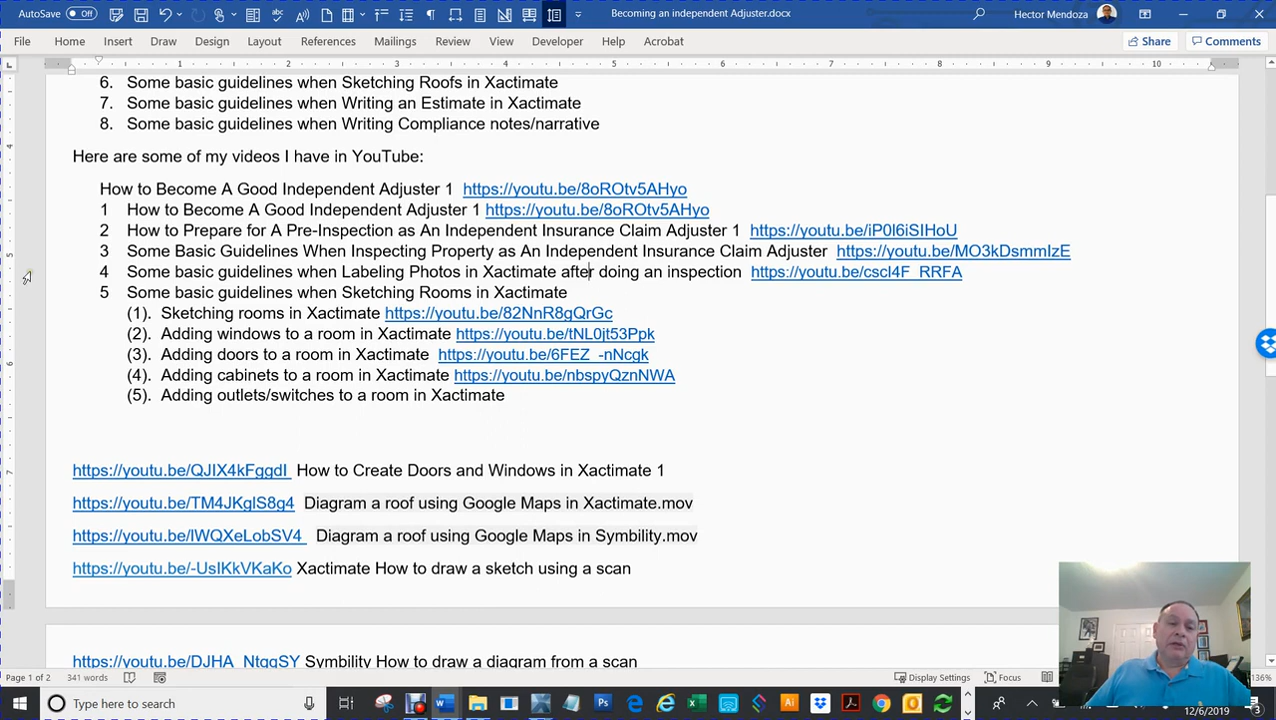 AutoSave Off Becoming an independent Adjuster.docx Hector Mendoza
File Home Insert Draw Design Layout References Mailings Review View Developer Help Acrobat Share Comments
1 2 3 4 5 6 7 8 9 10
6. Some basic guidelines when Sketching Roofs in Xactimate
7. Some basic guidelines when Writing an Estimate in Xactimate
8. Some basic guidelines when Writing Compliance notes/narrative
Here are some of my videos I have in YouTube:
How to Become A Good Independent Adjuster 1 https://youtu.be/8oROtv5AHyo
1 How to Become A Good Independent Adjuster 1 https://youtu.be/8oROtv5AHyo
2 How to Prepare for A Pre-Inspection as An Independent Insurance Claim Adjuster 1 https://youtu.be/iP0l6iSIHoU
3 Some Basic Guidelines When Inspecting Property as An Independent Insurance Claim Adjuster https://youtu.be/MO3kDsmmIzE
4 Some basic guidelines when Labeling Photos in Xactimate after doing an inspection https://youtu.be/cscI4F_RRFA
5 Some basic guidelines when Sketching Rooms in Xactimate
(1). Sketching rooms in Xactimate https://youtu.be/82NnR8gQrGc
(2). Adding windows to a room in Xactimate https://youtu.be/tNL0jt53Ppk
(3). Adding doors to a room in Xactimate https://youtu.be/6FEZ_-nNcgk
(4). Adding cabinets to a room in Xactimate https://youtu.be/nbspyQznNWA
(5). Adding outlets/switches to a room in Xactimate
https://youtu.be/QJIX4kFggdI How to Create Doors and Windows in Xactimate 1
https://youtu.be/TM4JKglS8g4 Diagram a roof using Google Maps in Xactimate.mov
https://youtu.be/lWQXeLobSV4 Diagram a roof using Google Maps in Symbility.mov
https://youtu.be/-UsIKkVKaKo Xactimate How to draw a sketch using a scan
https://youtu.be/DJHA_NtgqSY Symbility How to draw a diagram from a scan
Page 1 of 2 341 words Display Settings Focus 136%
Type here to search 12/6/2019